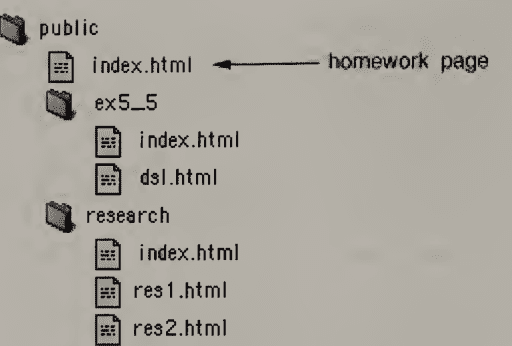 public
index.html homework page
ex5_5
index.html
dsl.html
research
index.html
res1.html
res2.html